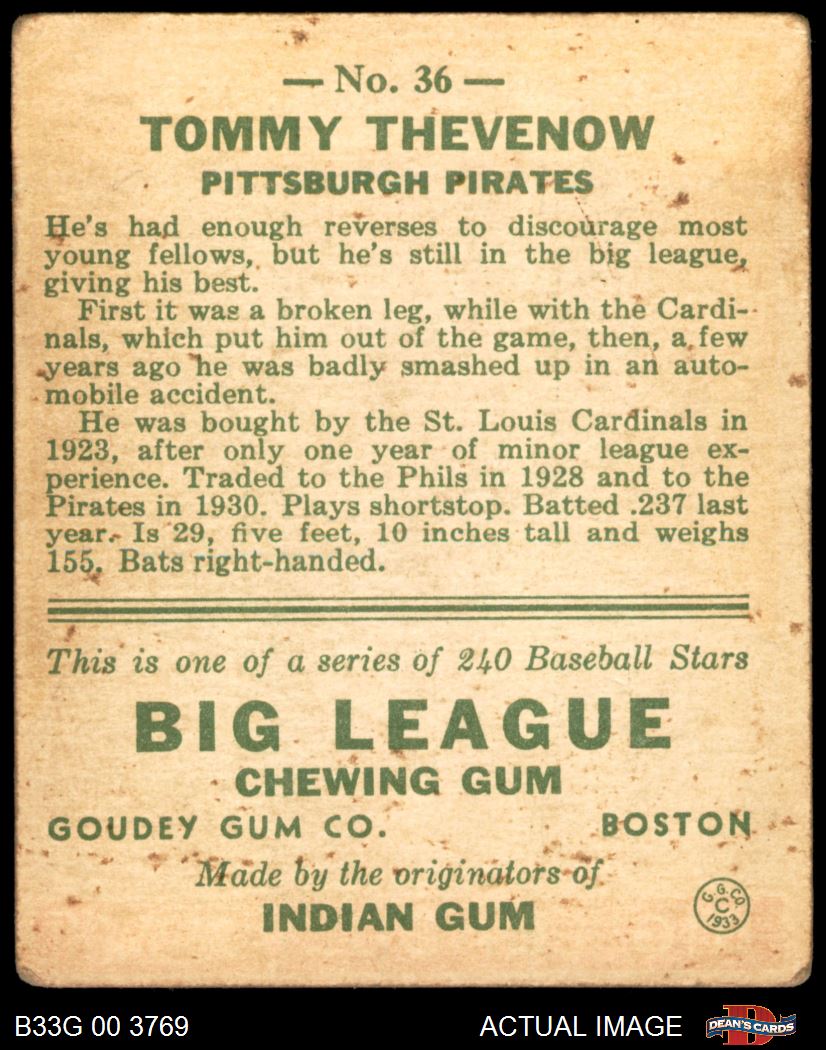 — No. 36 —
TOMMY THEVENOW
PITTSBURGH PIRATES
He's had enough reverses to discourage most
young fellows, but he's still in the big league,
giving his best.
First it was a broken leg, while with the Cardi-
nals, which put him out of the game, then, a few
years ago he was badly smashed up in an auto-
mobile accident.
He was bought by the St. Louis Cardinals in
1923, after only one year of minor league ex-
perience. Traded to the Phils in 1928 and to the
Pirates in 1930. Plays shortstop. Batted .237 last
year. Is 29, five feet, 10 inches tall and weighs
155. Bats right-handed.
This is one of a series of 240 Baseball Stars
BIG LEAGUE
CHEWING GUM
GOUDEY GUM CO. BOSTON
Made by the originators of
INDIAN GUM
G. G. CO.
C
1933
B33G 00 3769 ACTUAL IMAGE
D
DEAN'S CARDS